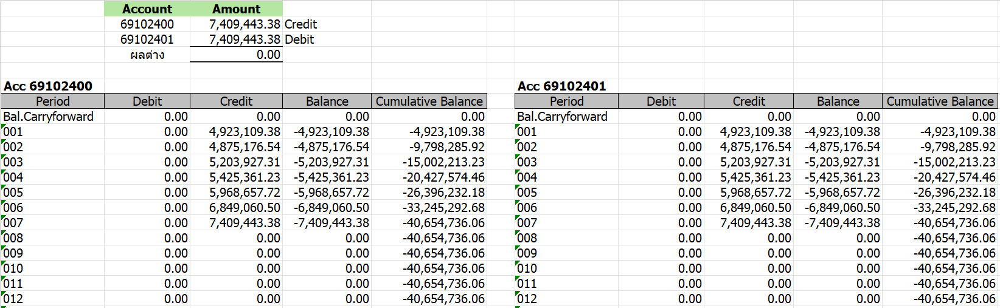 Account Amount
69102400 7,409,443.38 Credit
69102401 7,409,443.38 Debit
ผลต่าง 0.00
Acc 69102400 Acc 69102401
Period Debit Credit Balance Cumulative Balance Period Debit Credit Balance Cumulative Balance
Bal.Carryforward 0.00 0.00 0.00 0.00 Bal.Carryforward 0.00 0.00 0.00 0.00
001 0.00 4,923,109.38 -4,923,109.38 -4,923,109.38 001 0.00 4,923,109.38 -4,923,109.38 -4,923,109.38
002 0.00 4,875,176.54 -4,875,176.54 -9,798,285.92 002 0.00 4,875,176.54 -4,875,176.54 -9,798,285.92
003 0.00 5,203,927.31 -5,203,927.31 -15,002,213.23 003 0.00 5,203,927.31 -5,203,927.31 -15,002,213.23
004 0.00 5,425,361.23 -5,425,361.23 -20,427,574.46 004 0.00 5,425,361.23 -5,425,361.23 -20,427,574.46
005 0.00 5,968,657.72 -5,968,657.72 -26,396,232.18 005 0.00 5,968,657.72 -5,968,657.72 -26,396,232.18
006 0.00 6,849,060.50 -6,849,060.50 -33,245,292.68 006 0.00 6,849,060.50 -6,849,060.50 -33,245,292.68
007 0.00 7,409,443.38 -7,409,443.38 -40,654,736.06 007 0.00 7,409,443.38 -7,409,443.38 -40,654,736.06
008 0.00 0.00 0.00 -40,654,736.06 008 0.00 0.00 0.00 -40,654,736.06
009 0.00 0.00 0.00 -40,654,736.06 009 0.00 0.00 0.00 -40,654,736.06
010 0.00 0.00 0.00 -40,654,736.06 010 0.00 0.00 0.00 -40,654,736.06
011 0.00 0.00 0.00 -40,654,736.06 011 0.00 0.00 0.00 -40,654,736.06
012 0.00 0.00 0.00 -40,654,736.06 012 0.00 0.00 0.00 -40,654,736.06